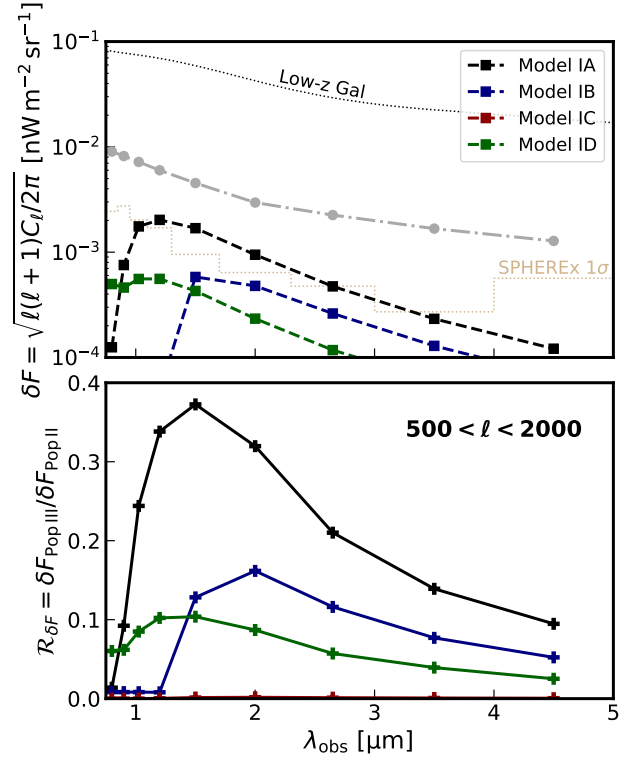 10⁻¹
10⁻²
10⁻³
10⁻⁴
δF = √ℓ(ℓ + 1)Cℓ/2π [nW m⁻² sr⁻¹]
Low-z Gal
Model IA
Model IB
Model IC
Model ID
SPHEREx 1σ
0.4
0.3
0.2
0.1
0.0
ℛ_δF = δF_Pop III/δF_Pop II
500 < ℓ < 2000
1
2
3
4
5
λ_obs [μm]